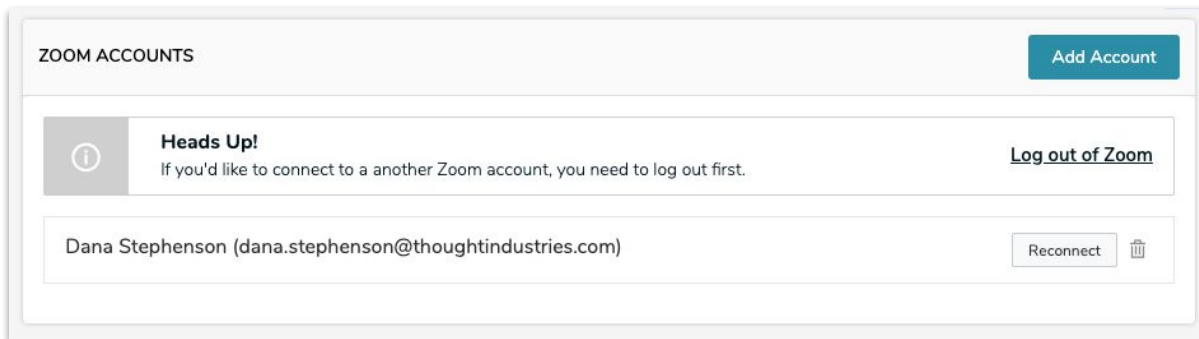 ZOOM ACCOUNTS
Add Account
Heads Up!
If you'd like to connect to a another Zoom account, you need to log out first.
Log out of Zoom
Dana Stephenson (dana.stephenson@thoughtindustries.com)
Reconnect